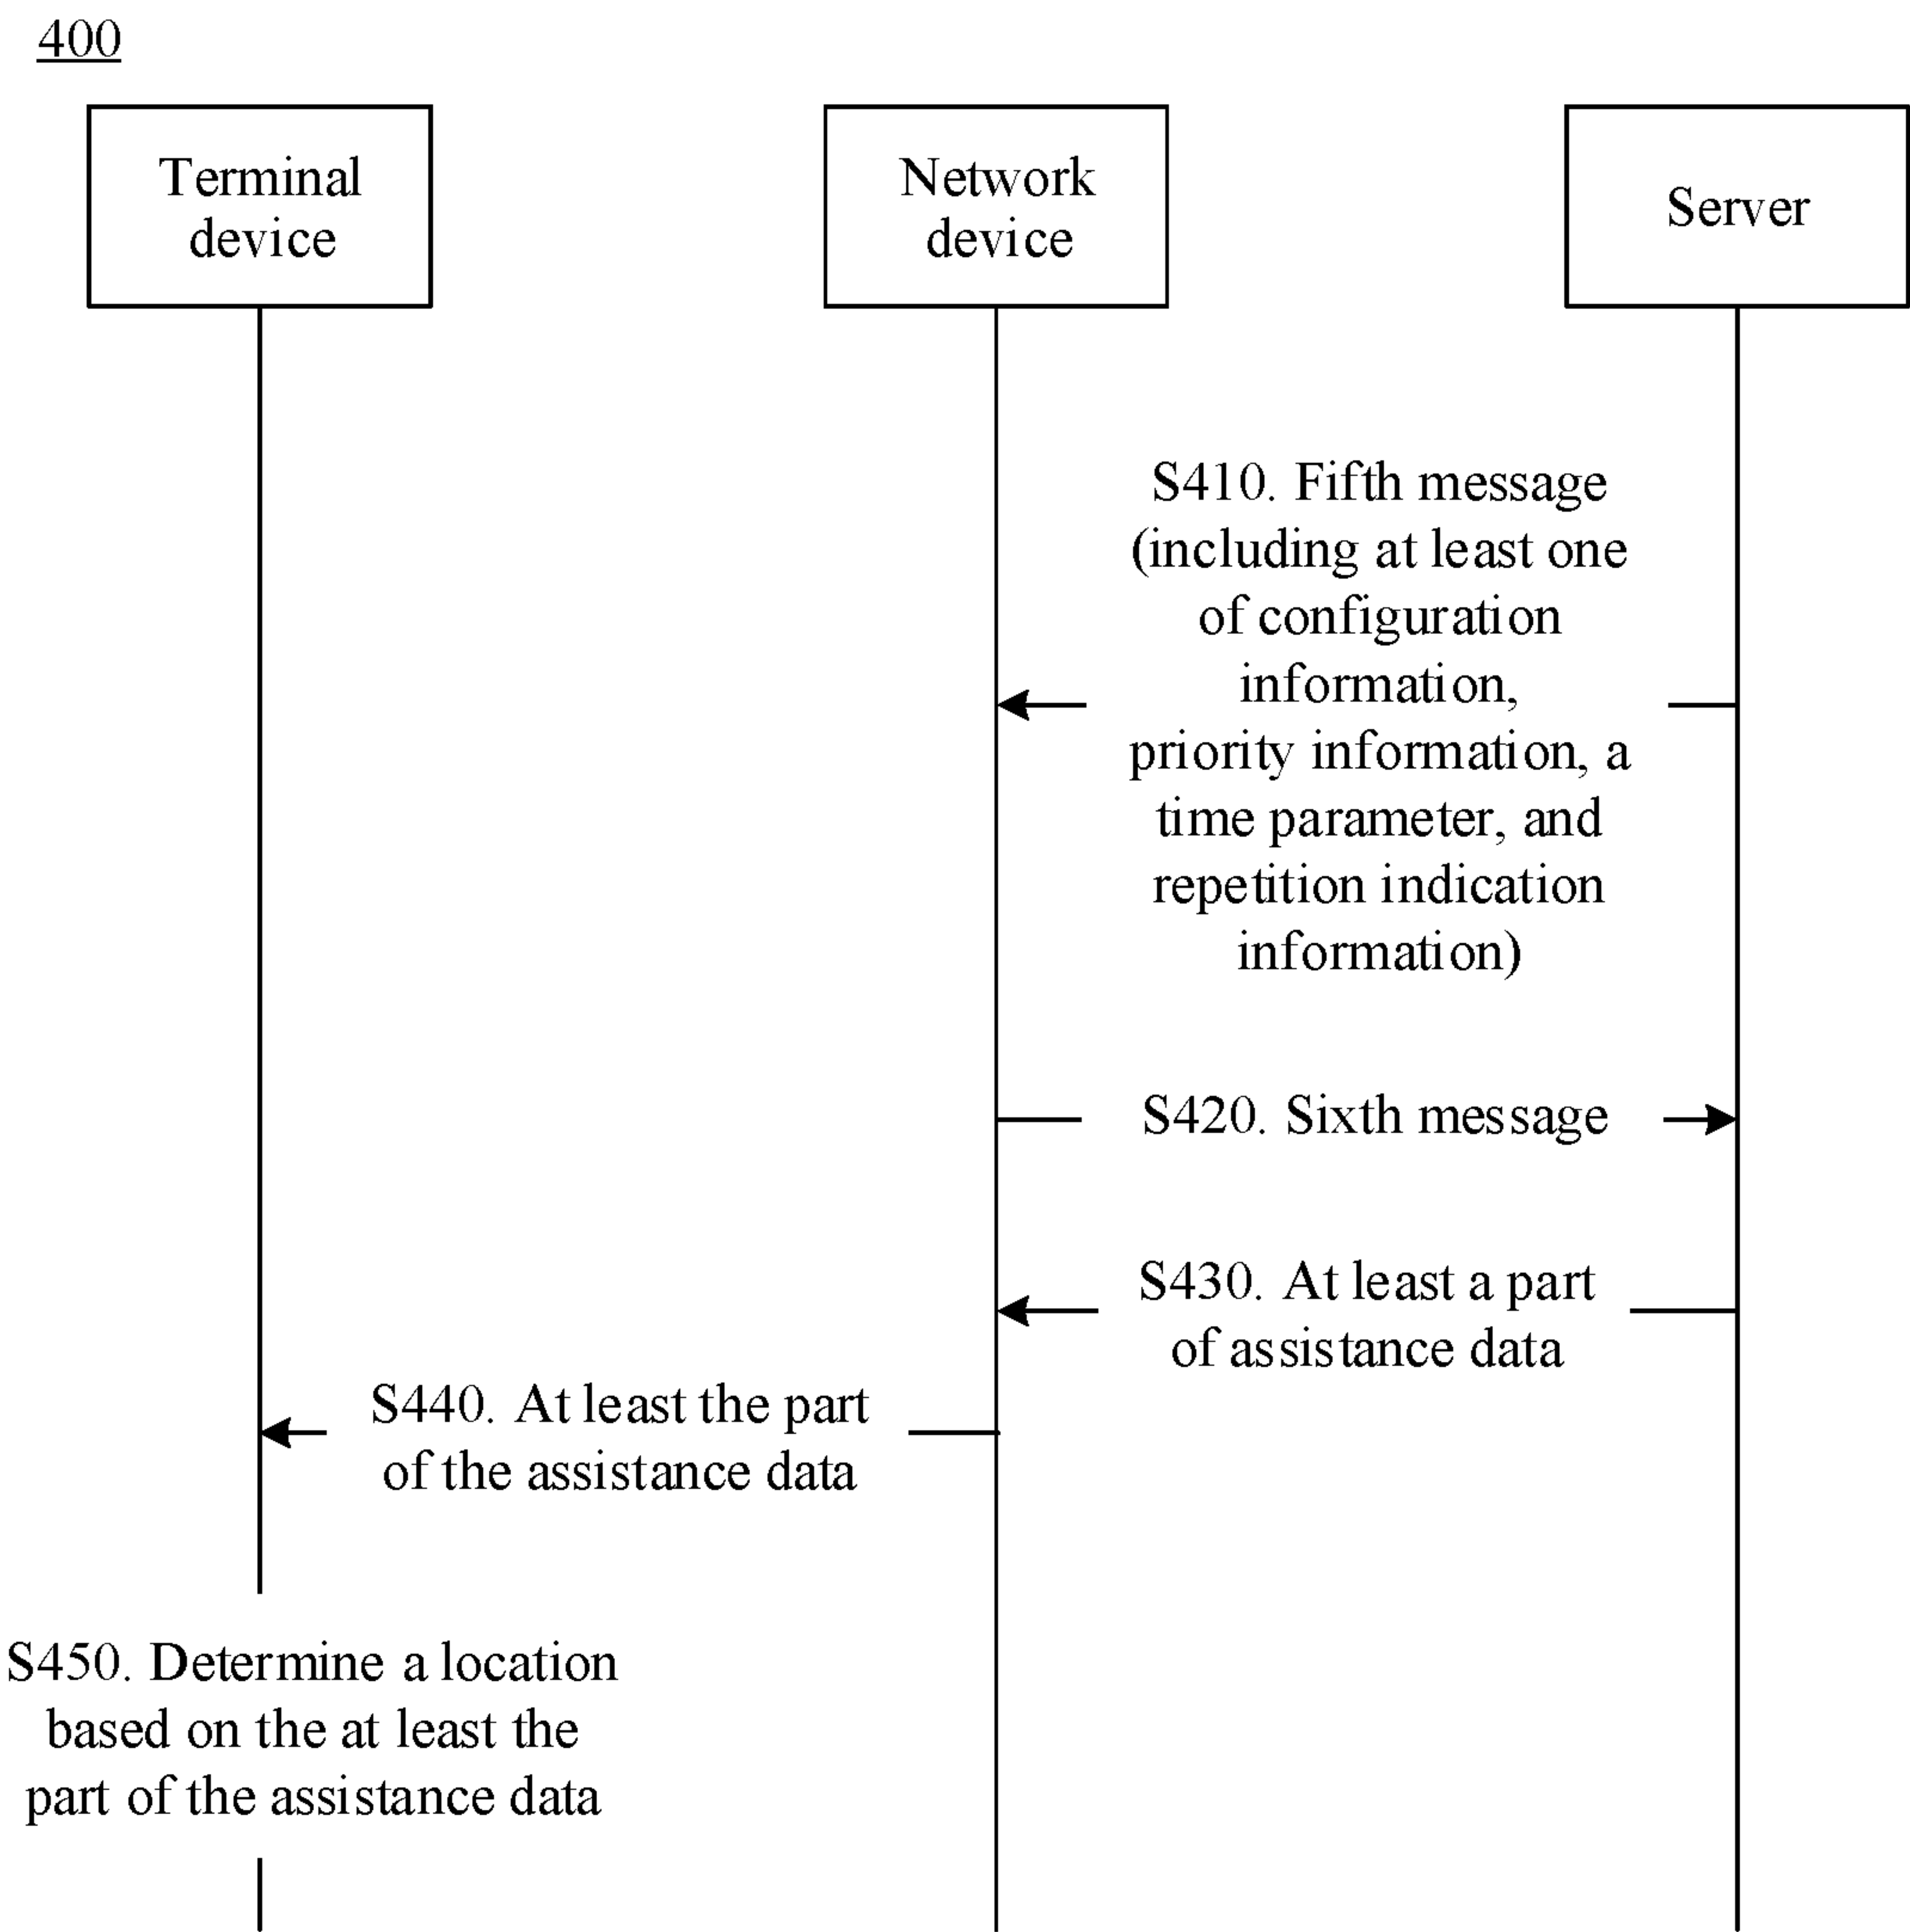 400
Terminal
device
Network
device
Server
S410. Fifth message
(including at least one
of configuration
information,
priority information, a
time parameter, and
repetition indication
information)
S420. Sixth message
S430. At least a part
of assistance data
S440. At least the part
of the assistance data
S450. Determine a location
based on the at least the
part of the assistance data